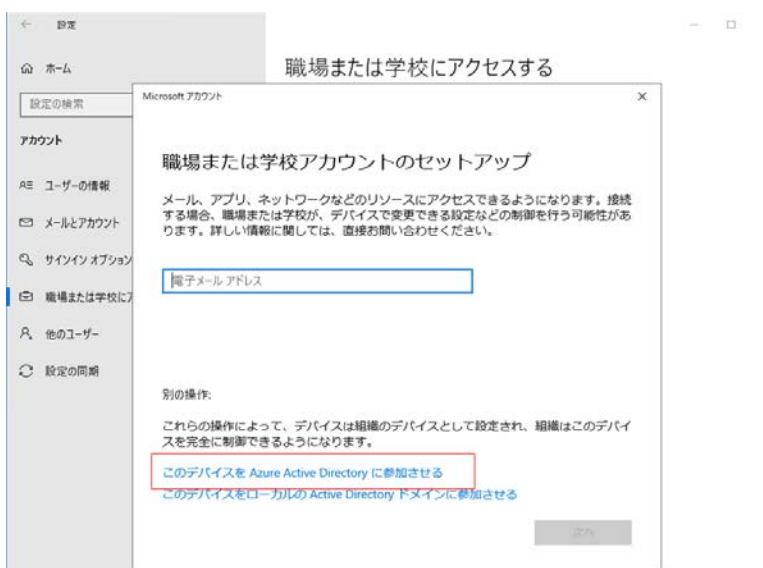 設定
ホーム
設定の検索
アカウント
ユーザーの情報
メールとアカウント
サインイン オプション
職場または学校にア
他のユーザー
設定の同期
職場または学校にアクセスする
Microsoft アカウント
職場または学校アカウントのセットアップ
メール、アプリ、ネットワークなどのリソースにアクセスできるようになります。接続
する場合、職場または学校が、デバイスで変更できる設定などの制御を行う可能性があ
ります。詳しい情報に関しては、直接お問い合わせください。
電子メール アドレス
別の操作:
これらの操作によって、デバイスは組織のデバイスとして設定され、組織はこのデバイ
スを完全に制御できるようになります。
このデバイスを Azure Active Directory に参加させる
このデバイスをローカルの Active Directory ドメインに参加させる
次へ